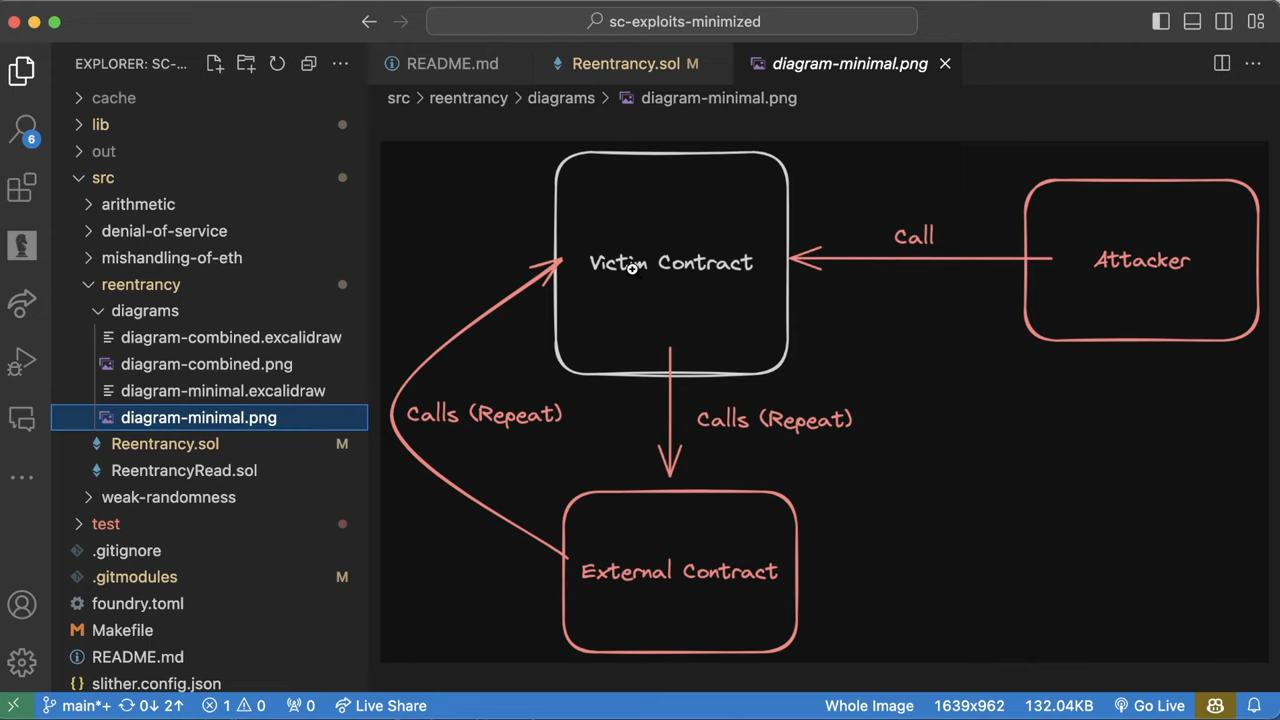 sc-exploits-minimized
EXPLORER: SC-...
README.md
Reentrancy.sol M
diagram-minimal.png
src > reentrancy > diagrams > diagram-minimal.png
6
cache
lib
out
src
arithmetic
denial-of-service
mishandling-of-eth
reentrancy
diagrams
diagram-combined.excalidraw
diagram-combined.png
diagram-minimal.excalidraw
diagram-minimal.png
Reentrancy.sol M
ReentrancyRead.sol
weak-randomness
test
.gitignore
.gitmodules M
foundry.toml
Makefile
README.md
slither.config.json
Victim Contract
Call
Attacker
Calls (Repeat)
Calls (Repeat)
External Contract
main*+ 0↓ 2↑ 1 0 0 Live Share Whole Image 1639x962 132.04KB Go Live